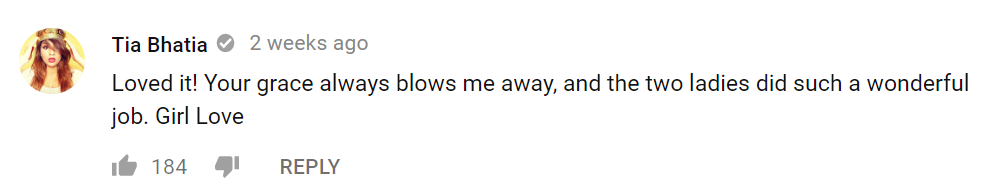 Tia Bhatia 2 weeks ago
Loved it! Your grace always blows me away, and the two ladies did such a wonderful
job. Girl Love
184 REPLY